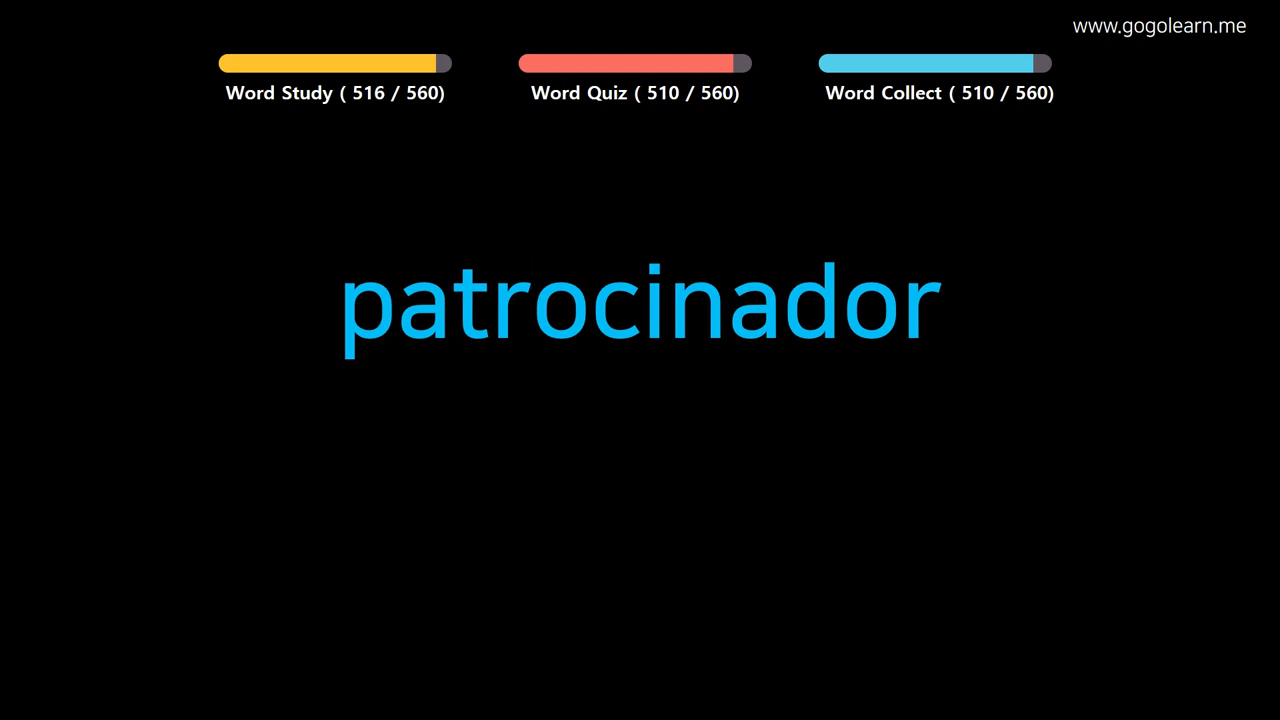 www.gogolearn.me
Word Study ( 516 / 560)
Word Quiz ( 510 / 560)
Word Collect ( 510 / 560)
patrocinador